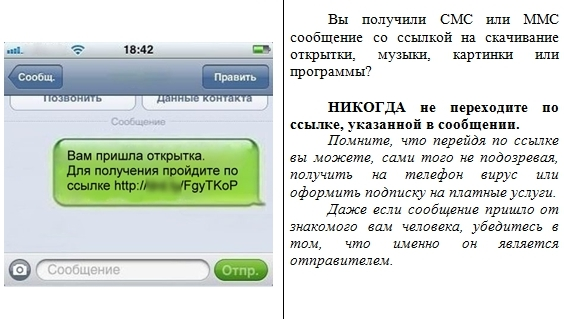 18:42
Сообщ.
Править
Позвонить
Данные контакта
Сообщение
Вам пришла открытка.
Для получения пройдите по
ссылке http:// /FgyTKoP
Сообщение
Отпр.
Вы получили СМС или ММС
сообщение со ссылкой на скачивание
открытки, музыки, картинки или
программы?
НИКОГДА не переходите по
ссылке, указанной в сообщении.
Помните, что перейдя по ссылке
вы можете, сами того не подозревая,
получить на телефон вирус или
оформить подписку на платные услуги.
Даже если сообщение пришло от
знакомого вам человека, убедитесь в
том, что именно он является
отправителем.